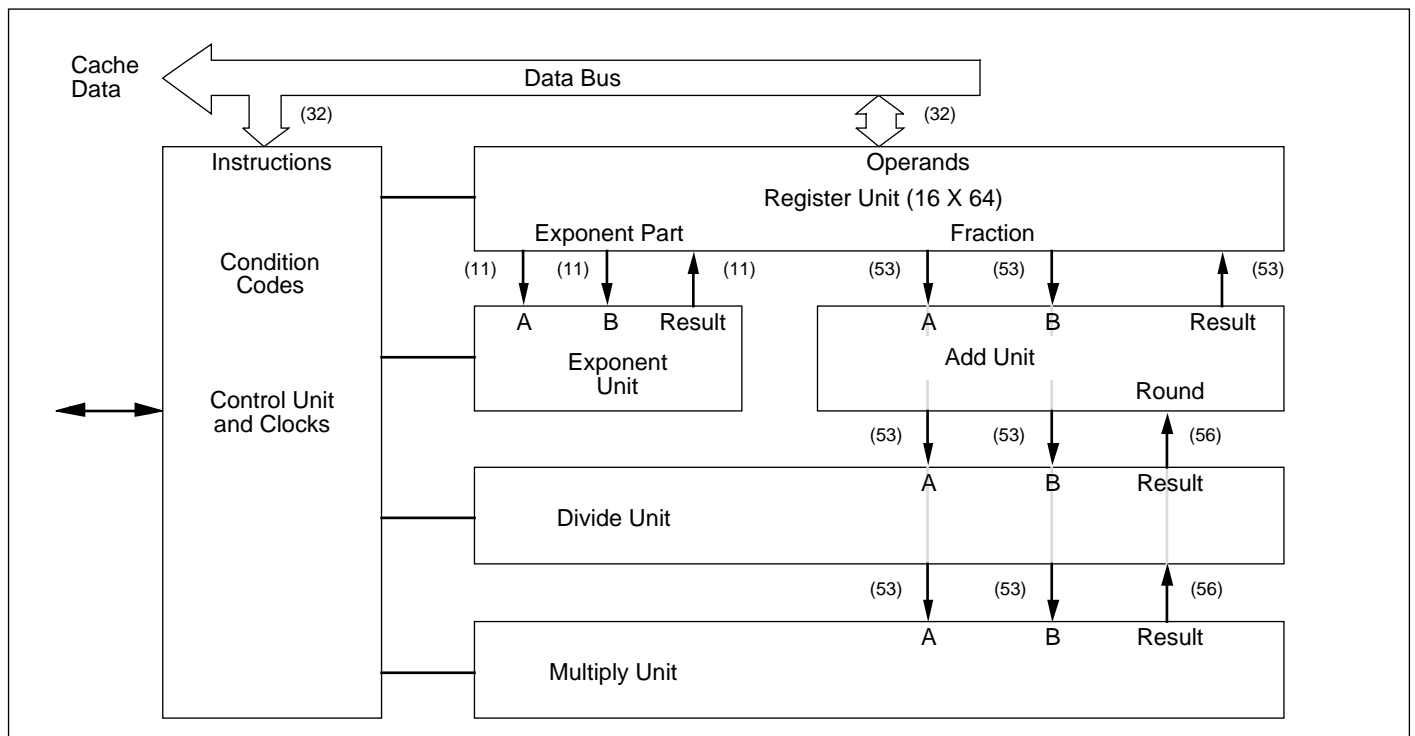 Cache
Data
Data Bus
(32)
(32)
Instructions
Operands
Register Unit (16 X 64)
Exponent Part
Fraction
(11)
(11)
(11)
(53)
(53)
(53)
Condition
Codes
A
B
Result
A
B
Result
Exponent
Unit
Add Unit
Round
Control Unit
and Clocks
(53)
(53)
(56)
A
B
Result
Divide Unit
(53)
(53)
(56)
A
B
Result
Multiply Unit